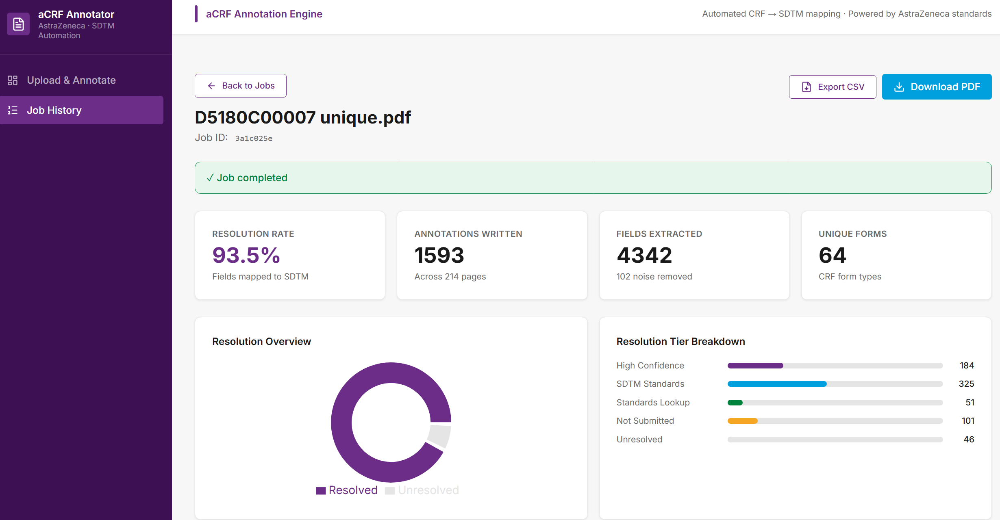 aCRF Annotator
AstraZeneca · SDTM
Automation
Upload & Annotate
Job History
aCRF Annotation Engine
Automated CRF → SDTM mapping · Powered by AstraZeneca standards
← Back to Jobs
Export CSV
Download PDF
D5180C00007 unique.pdf
Job ID: 3a1c025e
✓ Job completed
RESOLUTION RATE
93.5%
Fields mapped to SDTM
ANNOTATIONS WRITTEN
1593
Across 214 pages
FIELDS EXTRACTED
4342
102 noise removed
UNIQUE FORMS
64
CRF form types
Resolution Overview
Resolved Unresolved
Resolution Tier Breakdown
High Confidence 184
SDTM Standards 325
Standards Lookup 51
Not Submitted 101
Unresolved 46